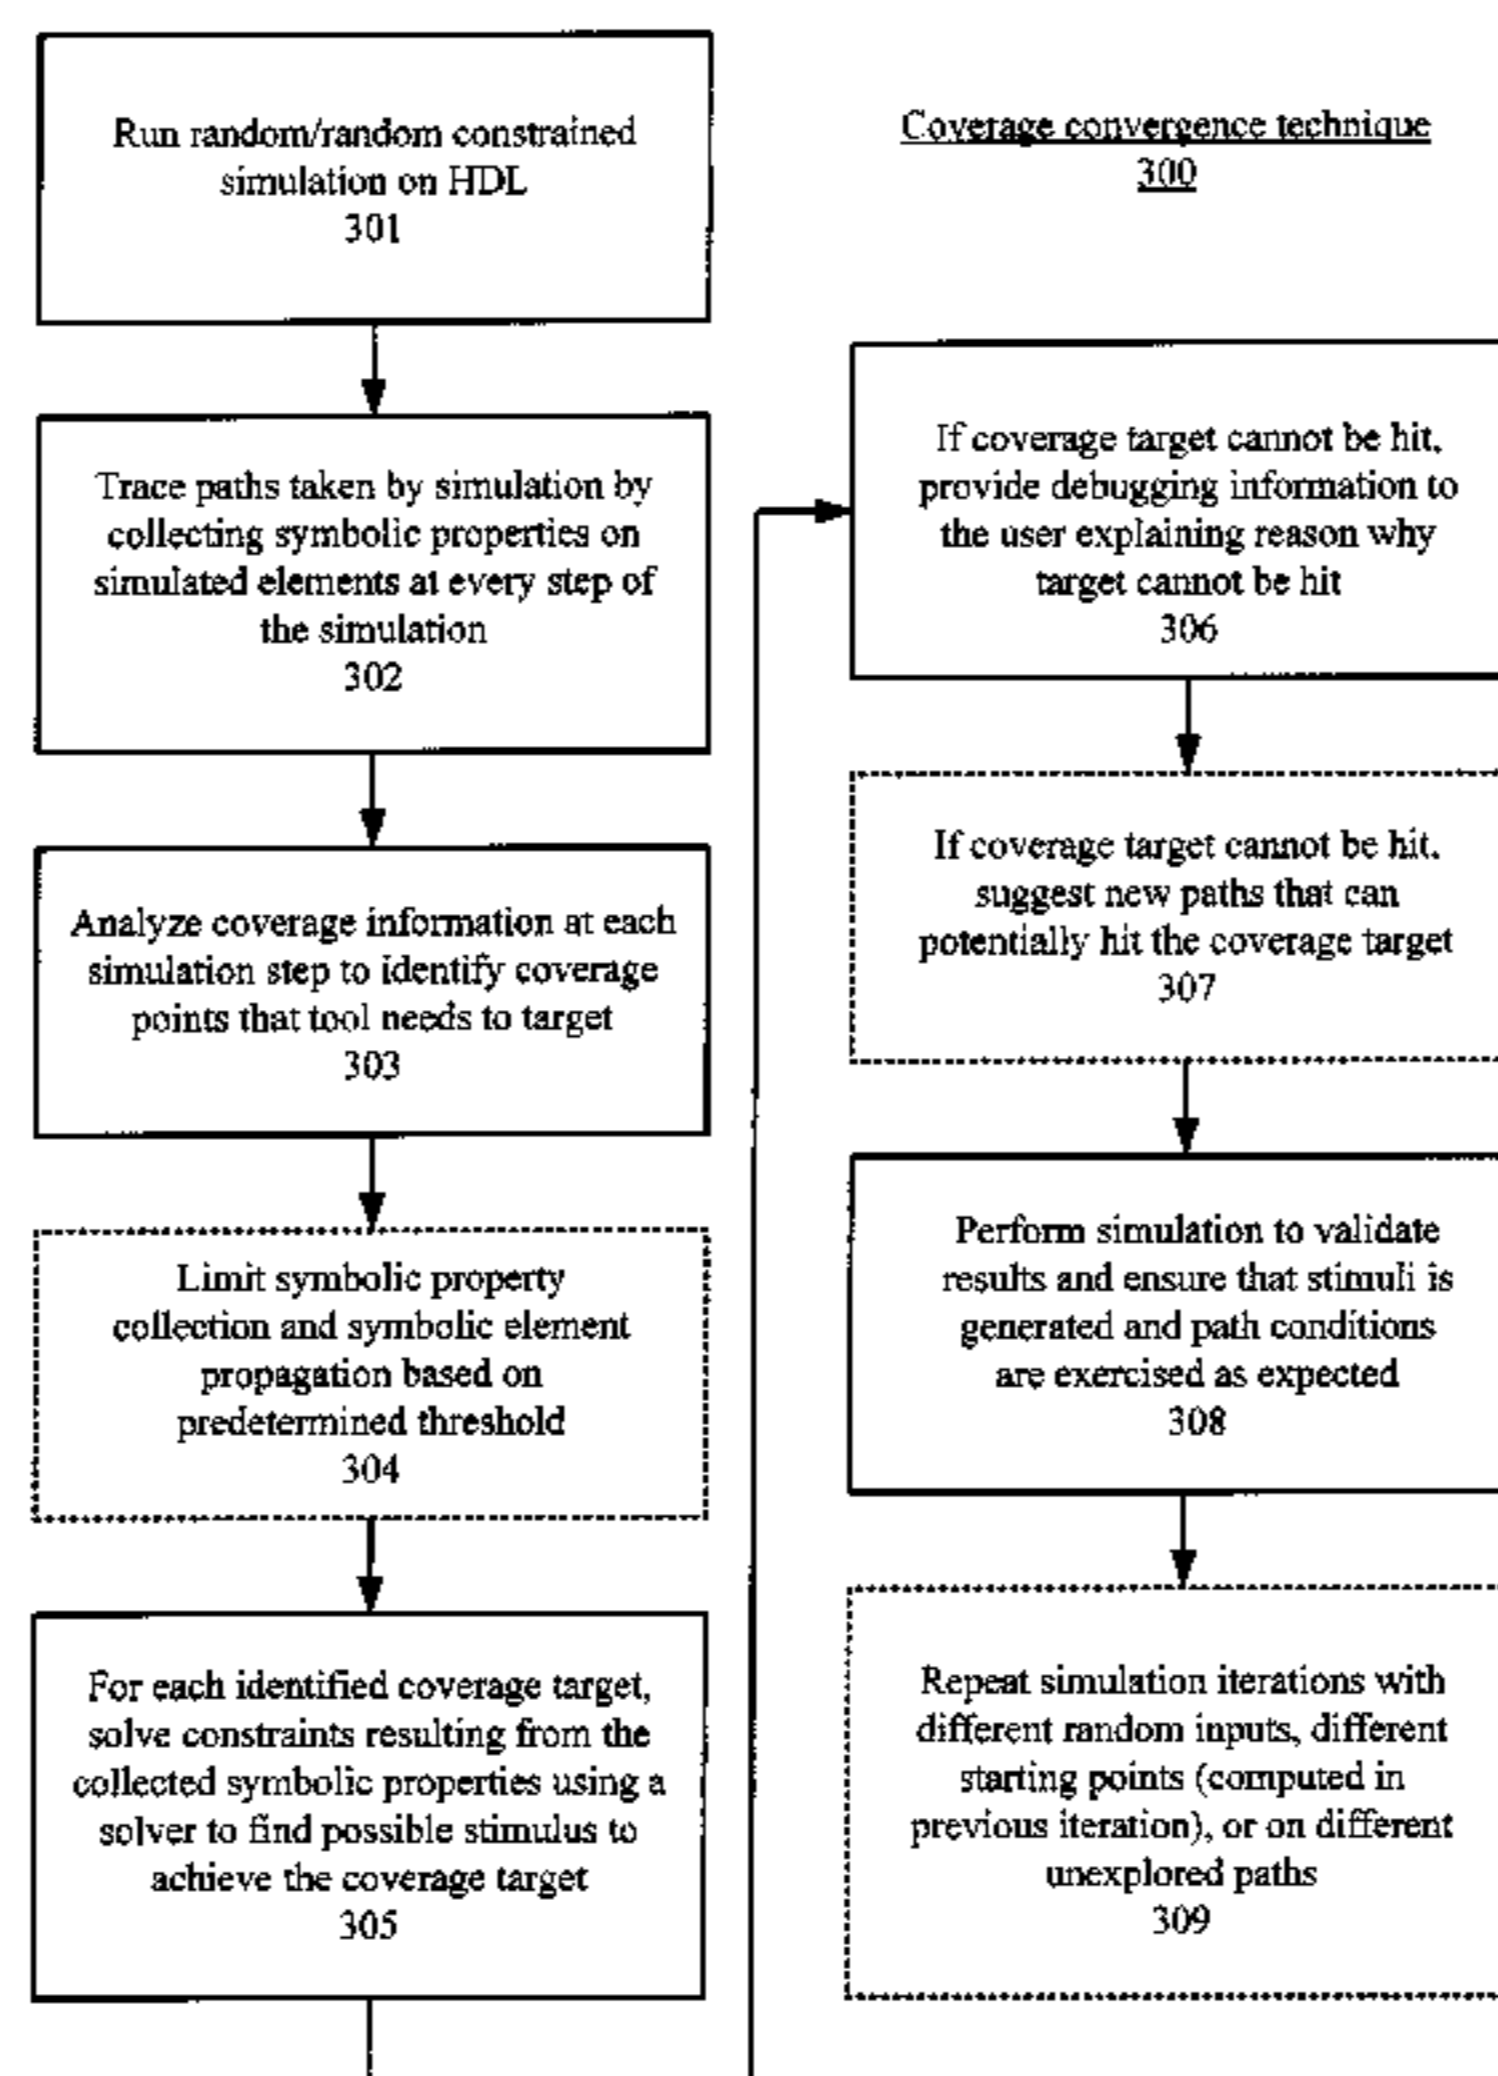 Run random/random constrained
simulation on HDL
301
Trace paths taken by simulation by
collecting symbolic properties on
simulated elements at every step of
the simulation
302
Analyze coverage information at each
simulation step to identify coverage
points that tool needs to target
303
Limit symbolic property
collection and symbolic element
propagation based on
predetermined threshold
304
For each identified coverage target,
solve constraints resulting from the
collected symbolic properties using a
solver to find possible stimulus to
achieve the coverage target
305
Coverage convergence technique
300
If coverage target cannot be hit,
provide debugging information to
the user explaining reason why
target cannot be hit
306
If coverage target cannot be hit,
suggest new paths that can
potentially hit the coverage target
307
Perform simulation to validate
results and ensure that stimuli is
generated and path conditions
are exercised as expected
308
Repeat simulation iterations with
different random inputs, different
starting points (computed in
previous iteration), or on different
unexplored paths
309